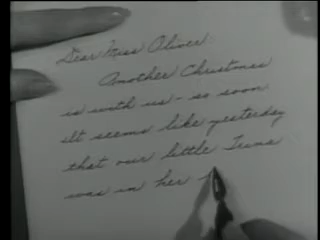 Dear Miss Oliver:
Another Christmas
is with us - so soon
It seems like yesterday
that our little June
was in her